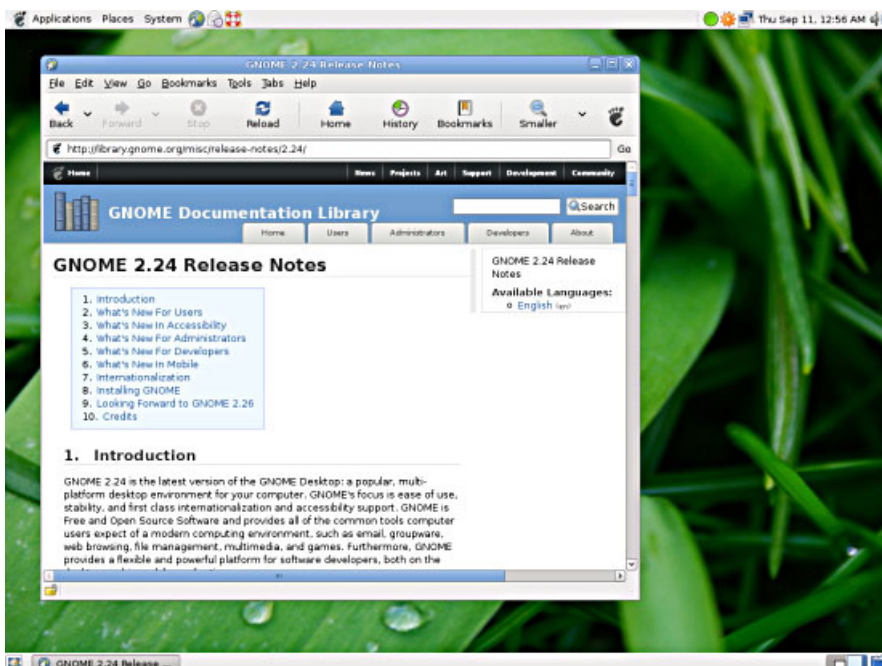 Applications Places System Thu Sep 11, 12:56 AM
GNOME 2.24 Release Notes
File Edit View Go Bookmarks Tools Tabs Help
Back Forward Stop Reload Home History Bookmarks Smaller
http://library.gnome.org/misc/release-notes/2.24/ Go
Home News Projects Art Support Development Community
GNOME Documentation Library Search
Home Users Administrators Developers About
GNOME 2.24 Release Notes
1. Introduction
2. What's New For Users
3. What's New In Accessibility
4. What's New For Administrators
5. What's New For Developers
6. What's New In Mobile
7. Internationalization
8. Installing GNOME
9. Looking Forward to GNOME 2.26
10. Credits
GNOME 2.24 Release
Notes
Available Languages:
English (en)
1. Introduction
GNOME 2.24 is the latest version of the GNOME Desktop: a popular, multi-
platform desktop environment for your computer. GNOME's focus is ease of use,
stability, and first class internationalization and accessibility support. GNOME is
Free and Open Source Software and provides all of the common tools computer
users expect of a modern computing environment, such as email, groupware,
web browsing, file management, multimedia, and games. Furthermore, GNOME
provides a flexible and powerful platform for software developers, both on the
GNOME 2.24 Release ...